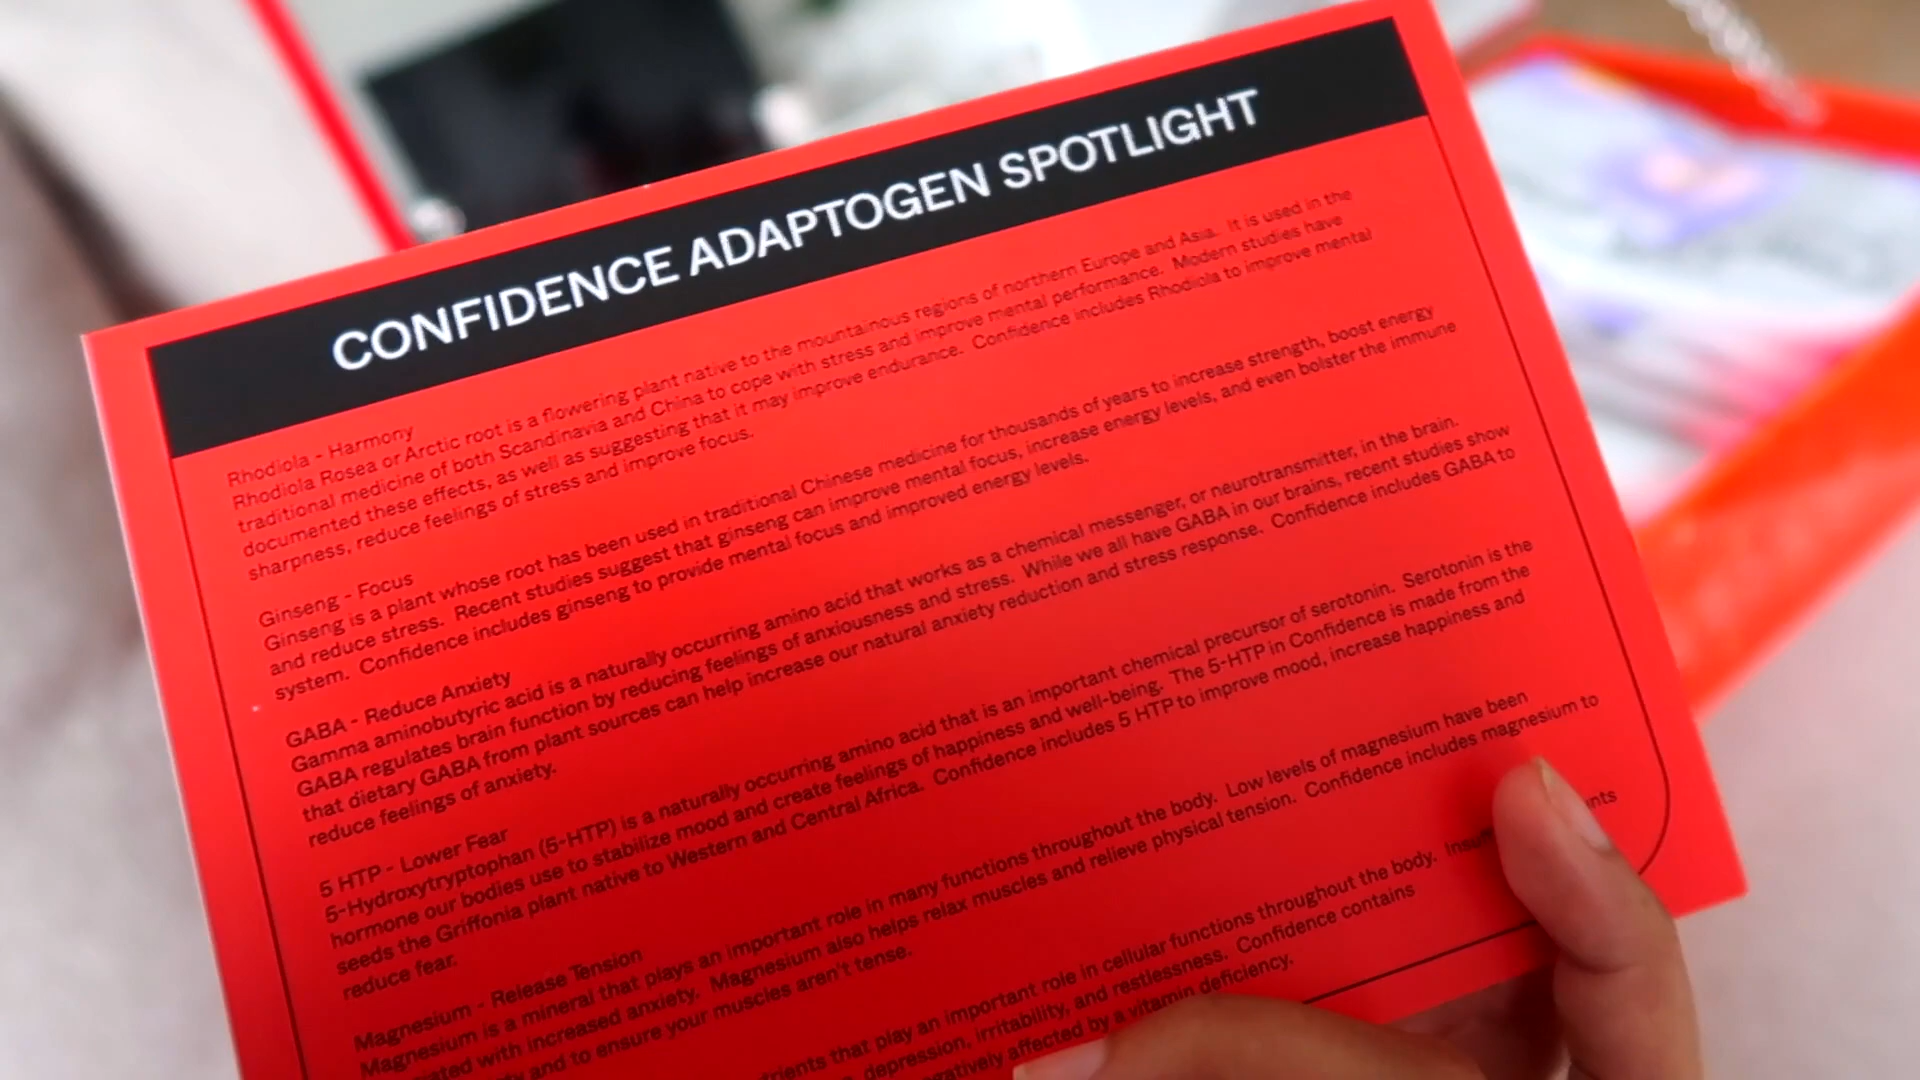 CONFIDENCE ADAPTOGEN SPOTLIGHT
Rhodiola - Harmony
Rhodiola Rosea or Arctic root is a flowering plant native to the mountainous regions of northern Europe and Asia. It is used in the
traditional medicine of both Scandinavia and China to cope with stress and improve mental performance. Modern studies have
documented these effects, as well as suggesting that it may improve endurance. Confidence includes Rhodiola to improve mental
sharpness, reduce feelings of stress and improve focus.
Ginseng - Focus
Ginseng is a plant whose root has been used in traditional Chinese medicine for thousands of years to increase strength, boost energy
and reduce stress. Recent studies suggest that ginseng can improve mental focus, increase energy levels, and even bolster the immune
system. Confidence includes ginseng to provide mental focus and improved energy levels.
GABA - Reduce Anxiety
Gamma aminobutyric acid is a naturally occurring amino acid that works as a chemical messenger, or neurotransmitter, in the brain.
GABA regulates brain function by reducing feelings of anxiousness and stress. While we all have GABA in our brains, recent studies show
that dietary GABA from plant sources can help increase our natural anxiety reduction and stress response. Confidence includes GABA to
reduce feelings of anxiety.
5 HTP - Lower Fear
5-Hydroxytryptophan (5-HTP) is a naturally occurring amino acid that is an important chemical precursor of serotonin. Serotonin is the
hormone our bodies use to stabilize mood and create feelings of happiness and well-being. The 5-HTP in Confidence is made from the
seeds the Griffonia plant native to Western and Central Africa. Confidence includes 5 HTP to improve mood, increase happiness and
reduce fear.
Magnesium - Release Tension
Magnesium is a mineral that plays an important role in many functions throughout the body. Low levels of magnesium have been
with increased anxiety. Magnesium also helps relax muscles and relieve physical tension. Confidence includes magnesium to
and to ensure your muscles aren't tense.
that play an important role in cellular functions throughout the body.
depression, irritability, and restlessness. Confidence contains
affected by a vitamin deficiency.